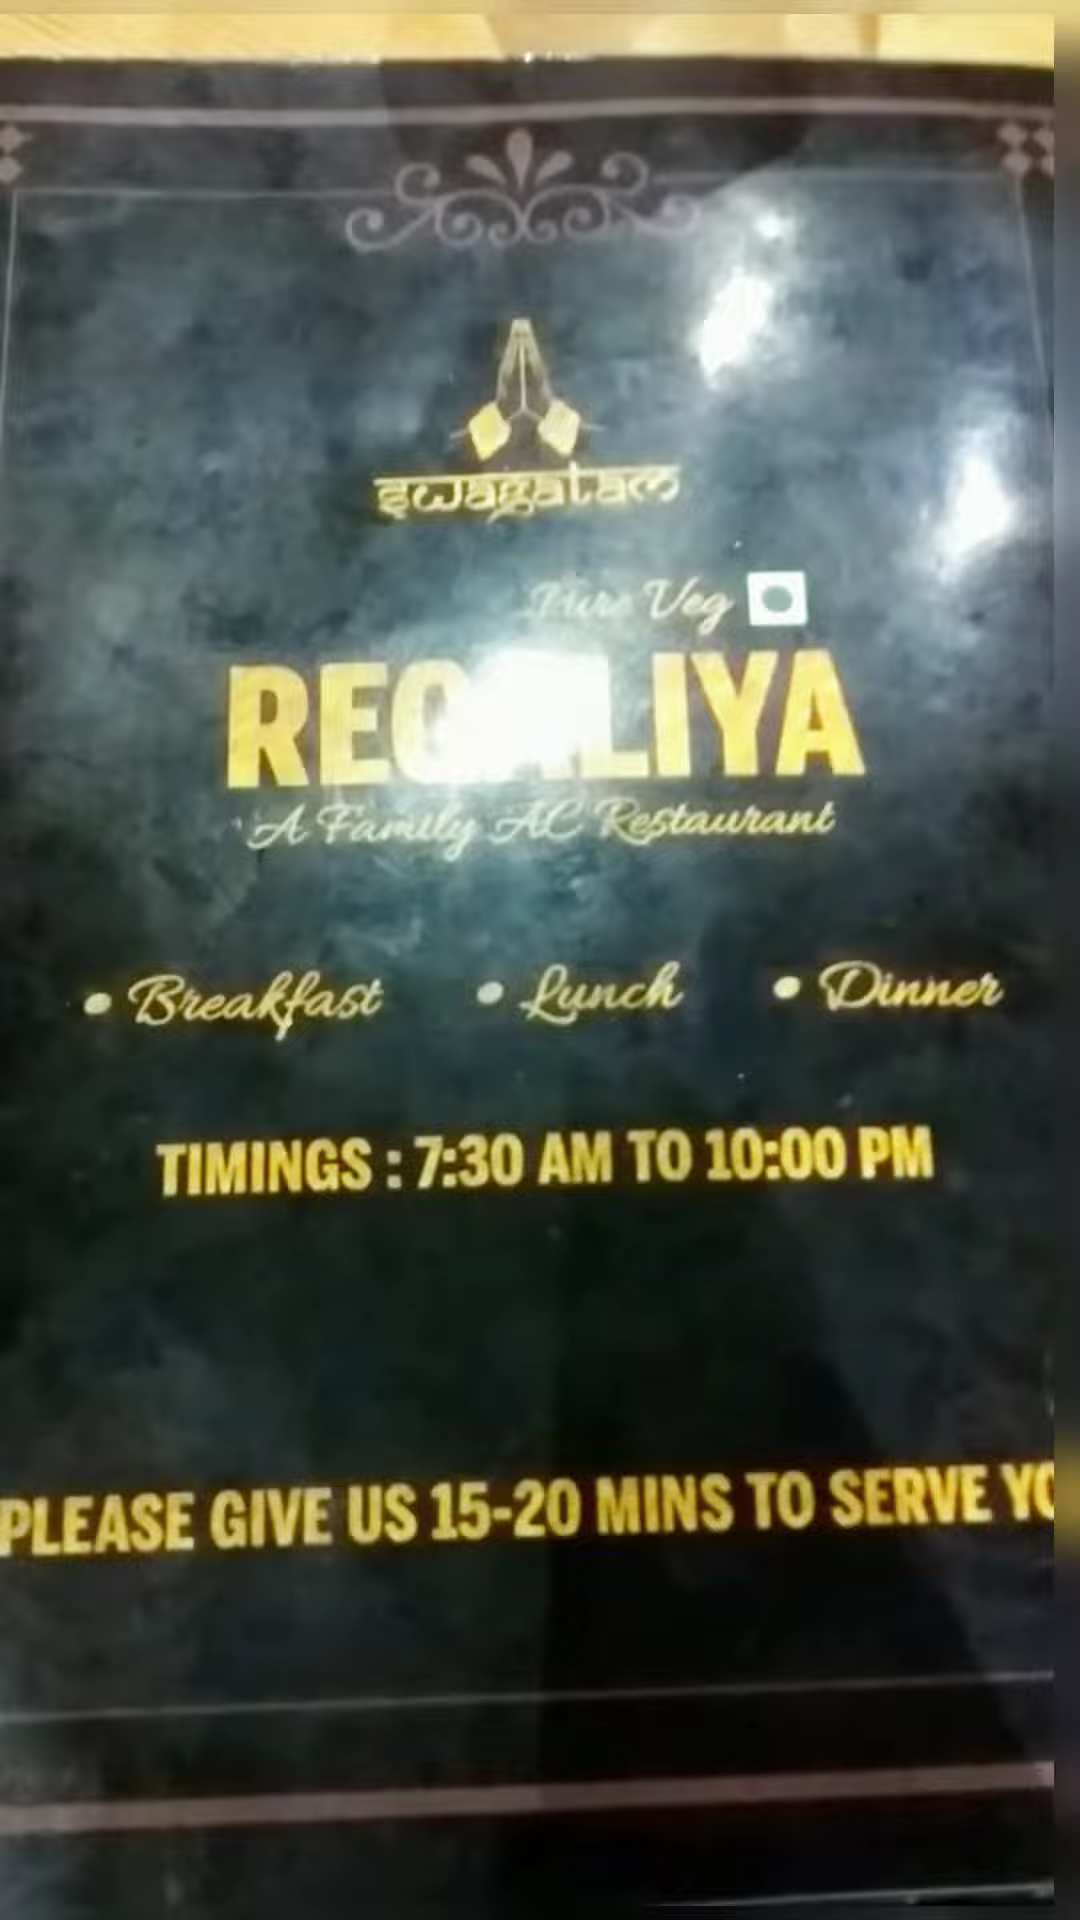 swagatam
Pure Veg
REGALIYA
A Family AC Restaurant
• Breakfast • Lunch • Dinner
TIMINGS : 7:30 AM TO 10:00 PM
PLEASE GIVE US 15-20 MINS TO SERVE YO